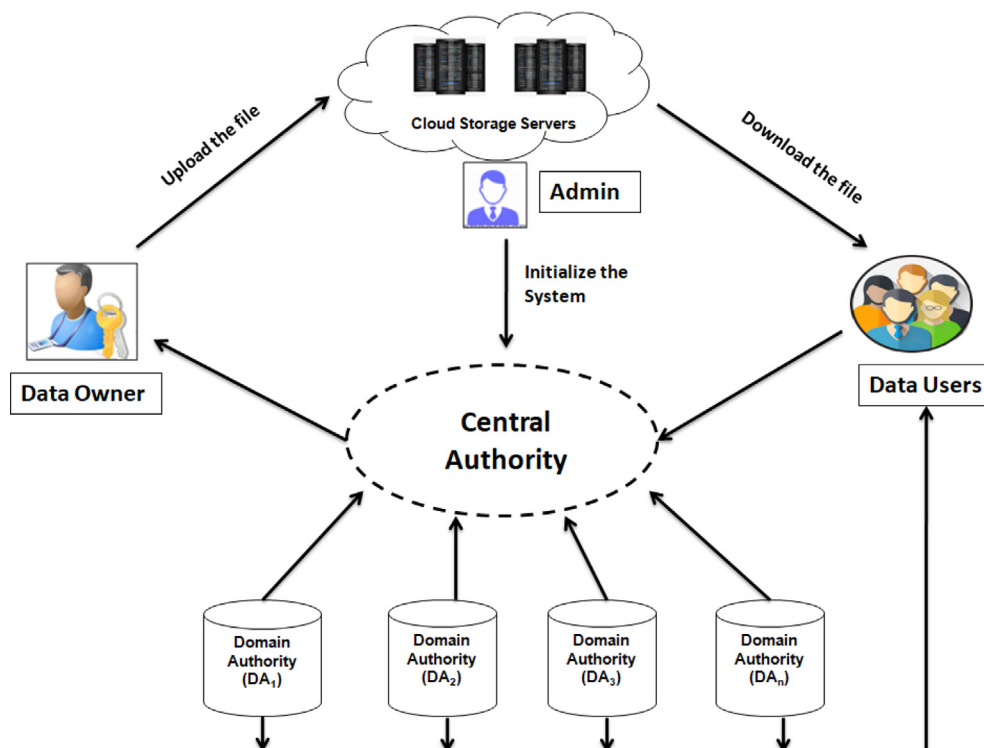 Cloud Storage Servers
Upload the file
Download the file
Admin
Initialize the
System
Data Owner
Data Users
Central
Authority
Domain
Authority
(DA₁)
Domain
Authority
(DA₂)
Domain
Authority
(DA₃)
Domain
Authority
(DAₙ)